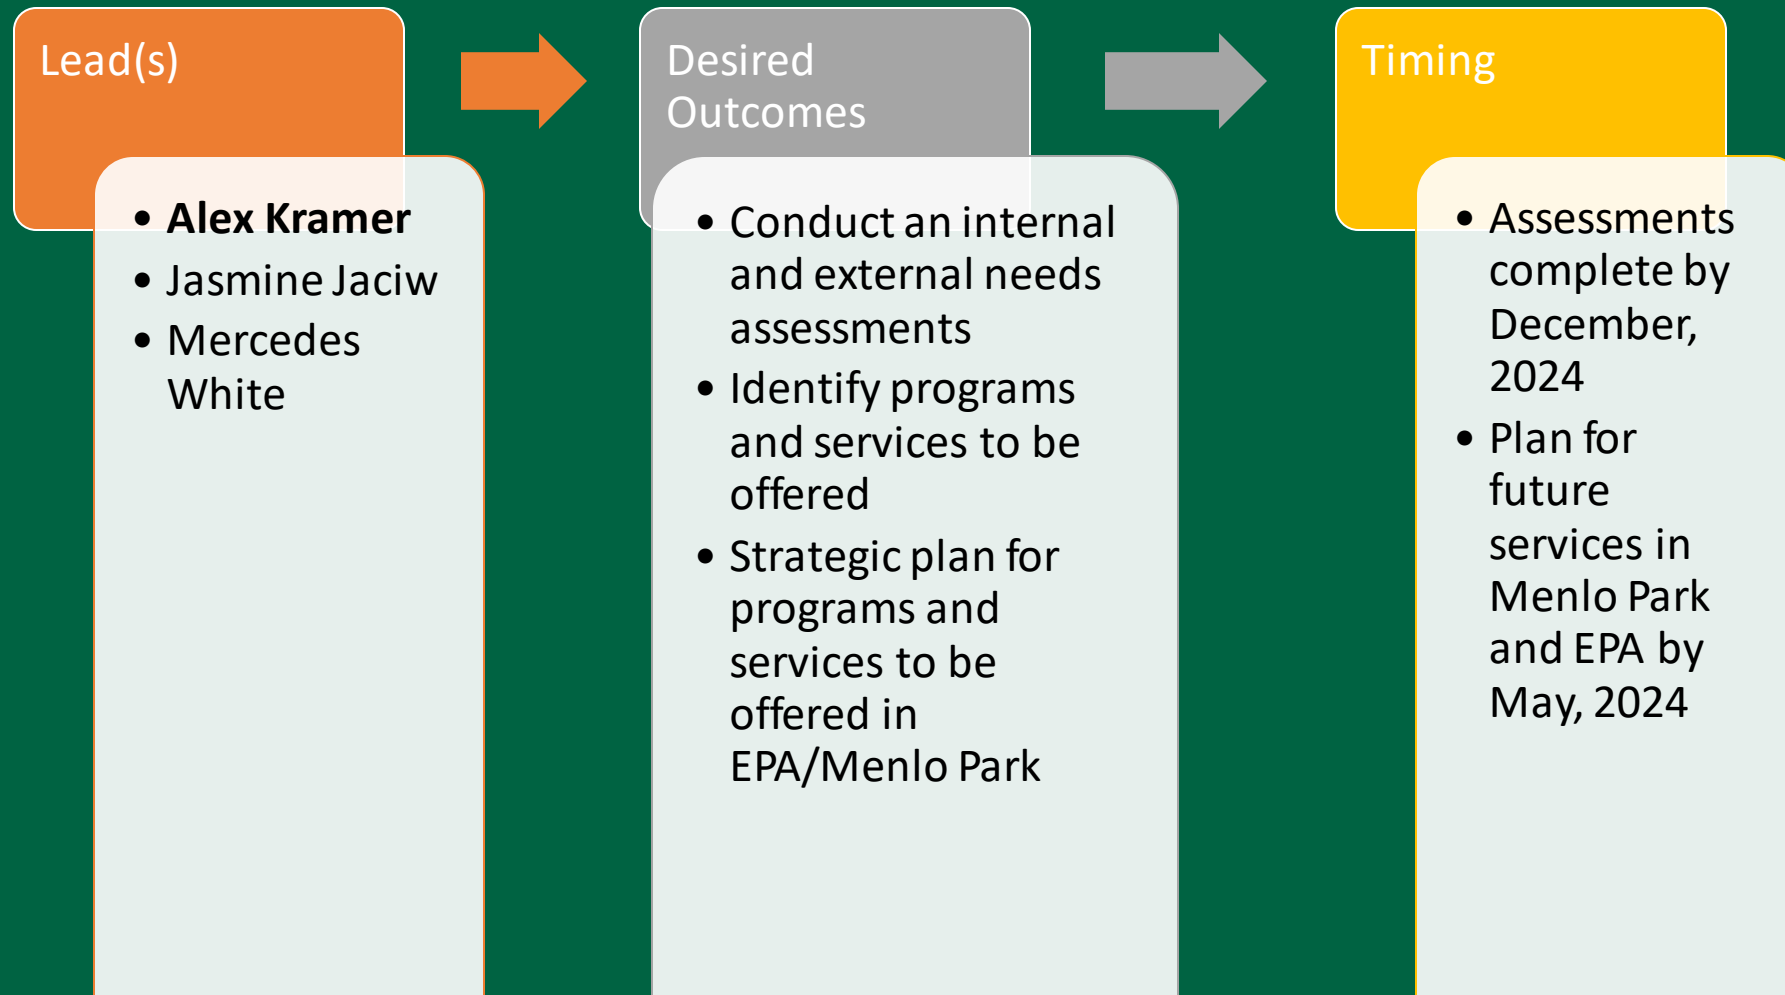 Lead(s)
• Alex Kramer
• Jasmine Jaciw
• Mercedes
White
Desired
Outcomes
• Conduct an internal
and external needs
assessments
• Identify programs
and services to be
offered
• Strategic plan for
programs and
services to be
offered in
EPA/Menlo Park
Timing
• Assessments
complete by
December,
2024
• Plan for
future
services in
Menlo Park
and EPA by
May, 2024